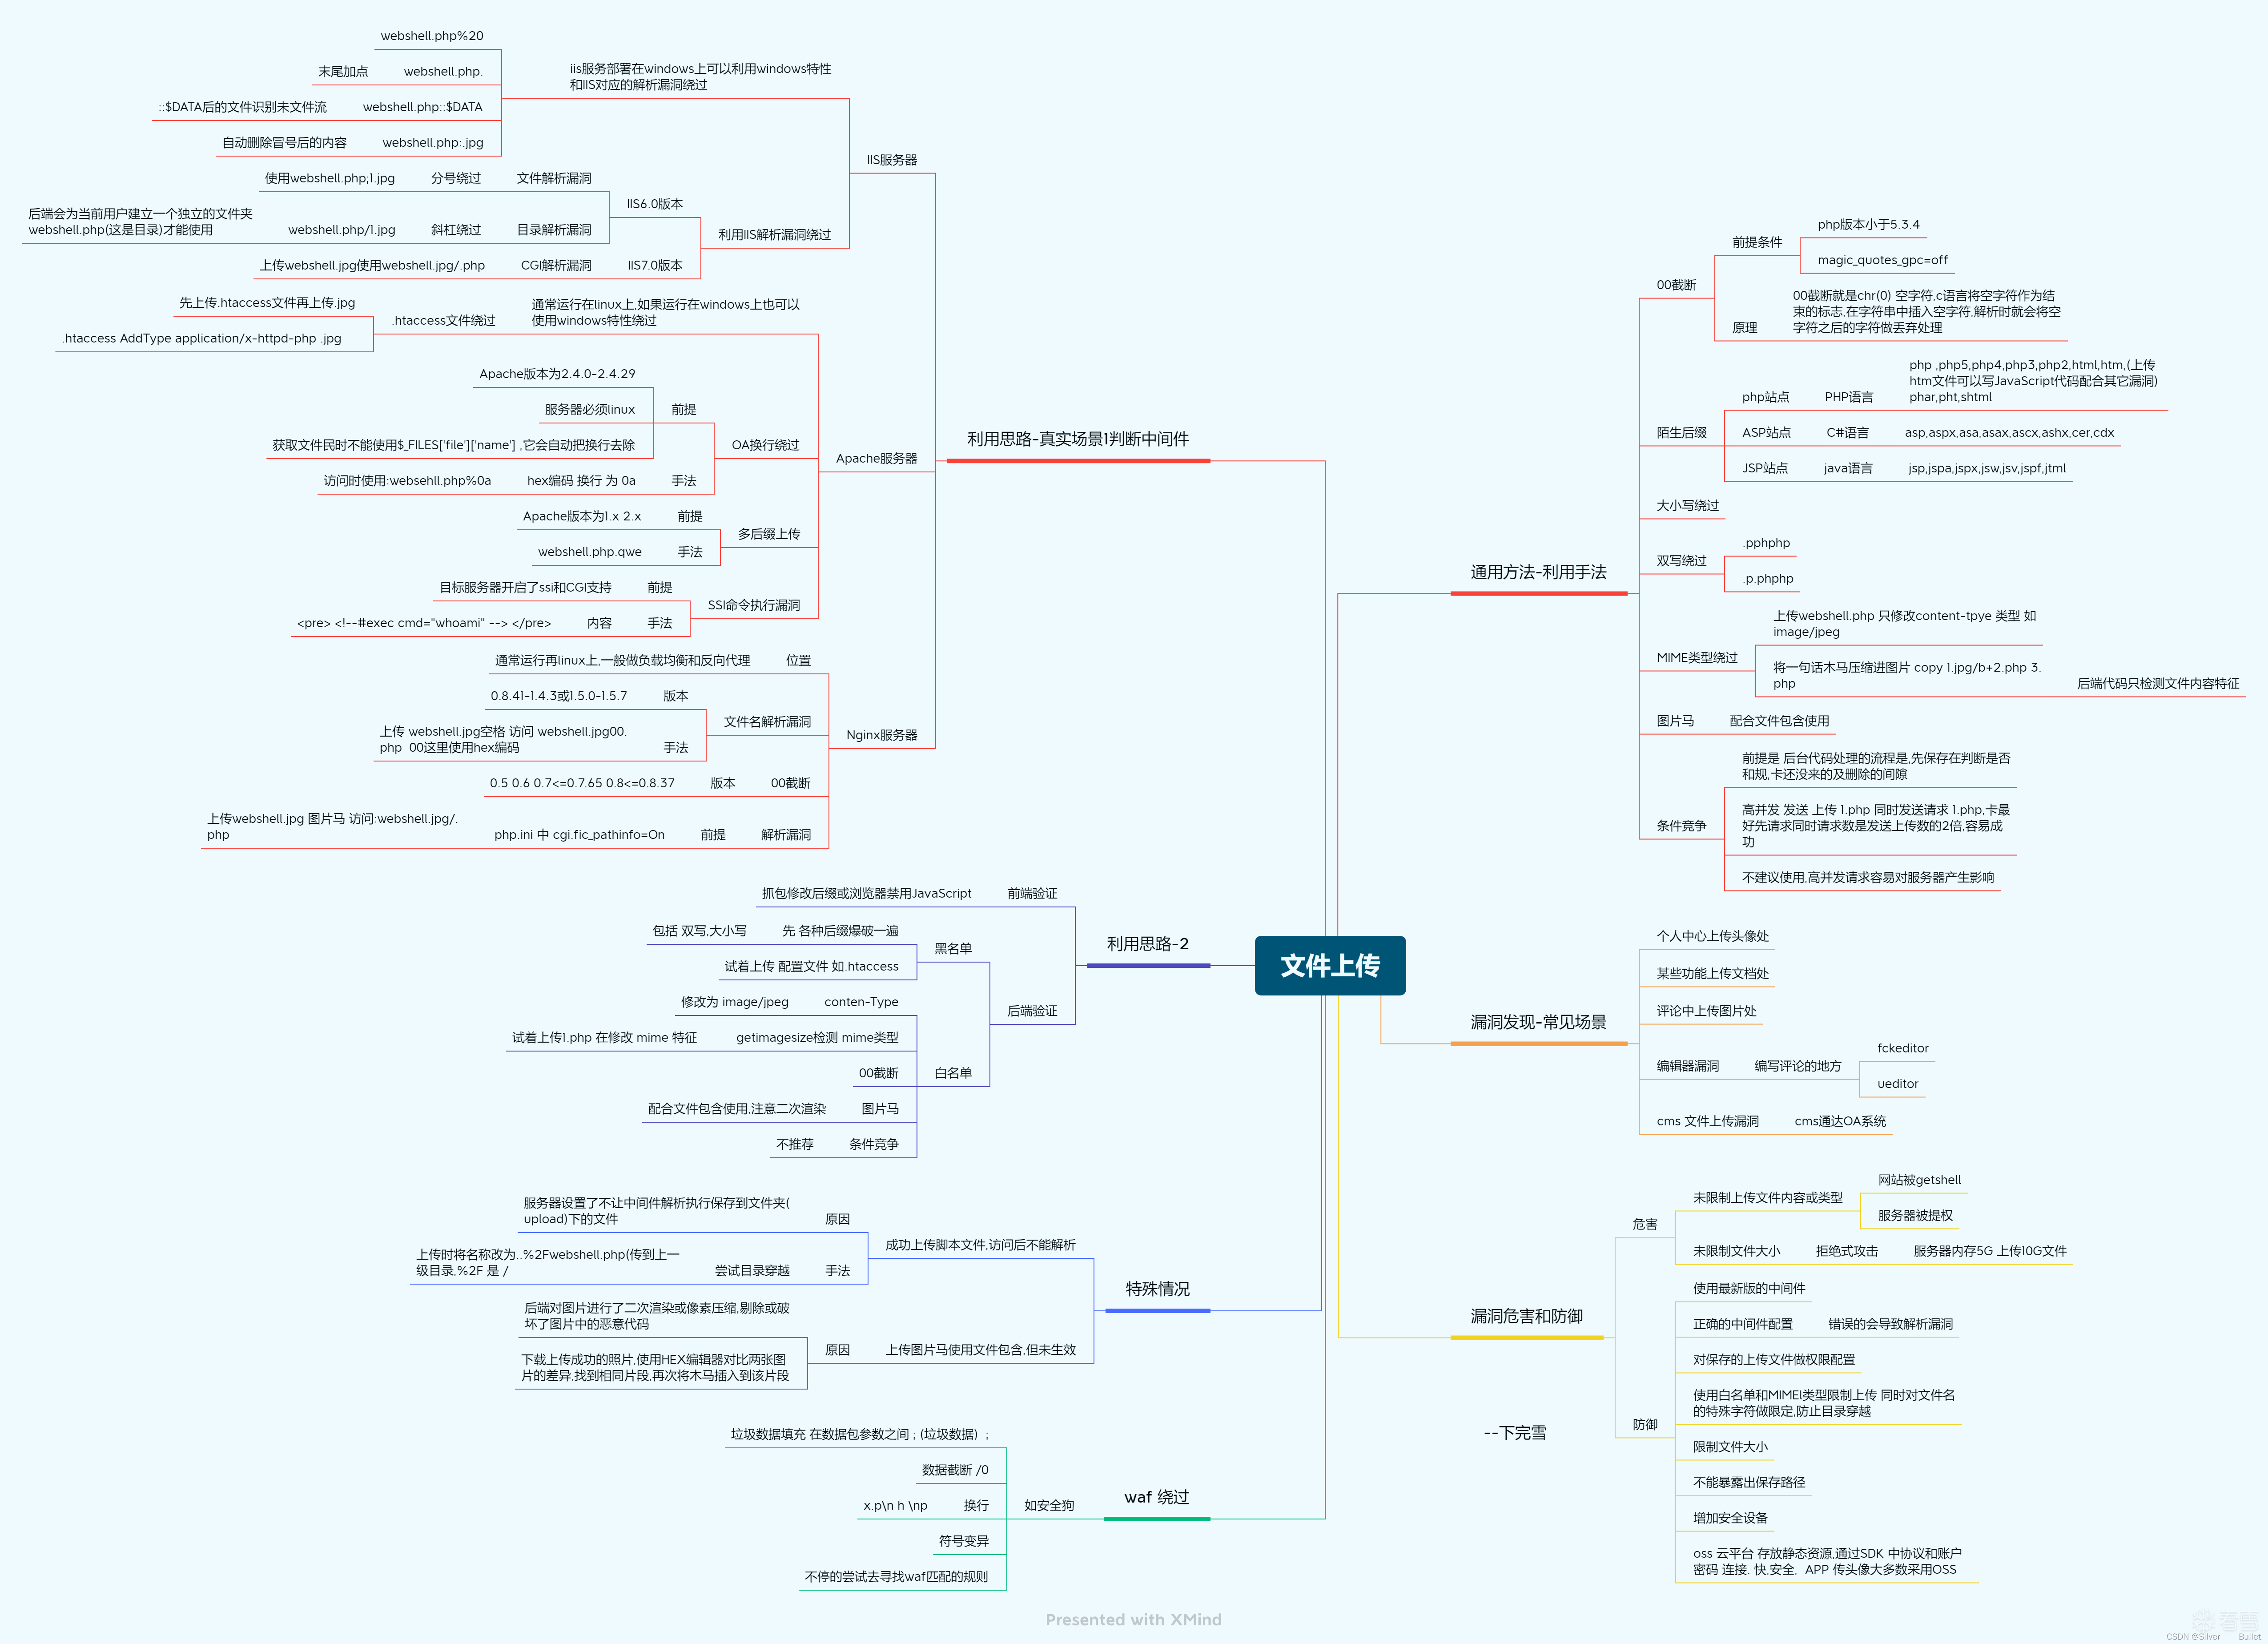 文件上传
通用方法-利用手法
00截断
前提条件
php版本小于5.3.4
magic_quotes_gpc=off
原理
00截断就是chr(0) 空字符,c语言将空字符作为结
束的标志,在字符串中插入空字符,解析时就会将空
字符之后的字符做丢弃处理
陌生后缀
php站点
PHP语言
php ,php5,php4,php3,php2,html,htm,(上传
htm文件可以写JavaScript代码配合其它漏洞)
phar,pht,shtml
ASP站点
C#语言
asp,aspx,asa,asax,ascx,ashx,cer,cdx
JSP站点
java语言
jsp,jspa,jspx,jsw,jsv,jspf,jtml
大小写绕过
双写绕过
.pphphp
.p.phphp
MIME类型绕过
上传webshell.php 只修改content-tpye 类型 如
image/jpeg
将一句话木马压缩进图片 copy 1.jpg/b+2.php 3.
php
后端代码只检测文件内容特征
图片马
配合文件包含使用
条件竞争
前提是 后台代码处理的流程是,先保存在判断是否
和规,卡还没来的及删除的间隙
高并发 发送 上传 1.php 同时发送请求 1.php,卡最
好先请求同时请求数是发送上传数的2倍,容易成
功
不建议使用,高并发请求容易对服务器产生影响
漏洞发现-常见场景
个人中心上传头像处
某些功能上传文档处
评论中上传图片处
编辑器漏洞
编写评论的地方
fckeditor
ueditor
cms 文件上传漏洞
cms通达OA系统
漏洞危害和防御
危害
未限制上传文件内容或类型
网站被getshell
服务器被提权
未限制文件大小
拒绝式攻击
服务器内存5G 上传10G文件
防御
使用最新版的中间件
正确的中间件配置
错误的会导致解析漏洞
对保存的上传文件做权限配置
使用白名单和MIMEI类型限制上传 同时对文件名
的特殊字符做限定,防止目录穿越
限制文件大小
不能暴露出保存路径
增加安全设备
oss 云平台 存放静态资源,通过SDK 中协议和账户
密码 连接. 快,安全, APP 传头像大多数采用OSS
--下完雪
利用思路-真实场景1判断中间件
IIS服务器
iis服务部署在windows上可以利用windows特性
和IIS对应的解析漏洞绕过
webshell.php%20
webshell.php.
末尾加点
webshell.php::$DATA
::$DATA后的文件识别未文件流
webshell.php:.jpg
自动删除冒号后的内容
利用IIS解析漏洞绕过
IIS6.0版本
文件解析漏洞
分号绕过
使用webshell.php;1.jpg
目录解析漏洞
斜杠绕过
webshell.php/1.jpg
后端会为当前用户建立一个独立的文件夹
webshell.php(这是目录)才能使用
IIS7.0版本
CGI解析漏洞
上传webshell.jpg使用webshell.jpg/.php
Apache服务器
通常运行在linux上,如果运行在windows上也可以
使用windows特性绕过
.htaccess文件绕过
先上传.htaccess文件再上传.jpg
.htaccess AddType application/x-httpd-php .jpg
OA换行绕过
前提
Apache版本为2.4.0-2.4.29
服务器必须linux
获取文件民时不能使用$_FILES['file']['name'] ,它会自动把换行去除
手法
hex编码 换行 为 0a
访问时使用:websehll.php%0a
多后缀上传
前提
Apache版本为1.x 2.x
手法
webshell.php.qwe
SSI命令执行漏洞
前提
目标服务器开启了ssi和CGI支持
手法
内容
<pre> <!--#exec cmd="whoami" --> </pre>
Nginx服务器
位置
通常运行再linux上,一般做负载均衡和反向代理
文件名解析漏洞
版本
0.8.41-1.4.3或1.5.0-1.5.7
手法
上传 webshell.jpg空格 访问 webshell.jpg00.
php 00这里使用hex编码
00截断
版本
0.5 0.6 0.7<=0.7.65 0.8<=0.8.37
解析漏洞
前提
php.ini 中 cgi.fic_pathinfo=On
上传webshell.jpg 图片马 访问:webshell.jpg/.
php
利用思路-2
前端验证
抓包修改后缀或浏览器禁用JavaScript
后端验证
黑名单
先 各种后缀爆破一遍
包括 双写,大小写
试着上传 配置文件 如.htaccess
白名单
conten-Type
修改为 image/jpeg
getimagesize检测 mime类型
试着上传1.php 在修改 mime 特征
00截断
图片马
配合文件包含使用,注意二次渲染
条件竞争
不推荐
特殊情况
成功上传脚本文件,访问后不能解析
原因
服务器设置了不让中间件解析执行保存到文件夹(
upload)下的文件
手法
尝试目录穿越
上传时将名称改为..%2Fwebshell.php(传到上一
级目录,%2F 是 /
上传图片马使用文件包含,但未生效
原因
后端对图片进行了二次渲染或像素压缩,剔除或破
坏了图片中的恶意代码
下载上传成功的照片,使用HEX编辑器对比两张图
片的差异,找到相同片段,再次将木马插入到该片段
waf 绕过
如安全狗
垃圾数据填充 在数据包参数之间 ; (垃圾数据) ;
数据截断 /0
换行
x.p\n h \np
符号变异
不停的尝试去寻找waf匹配的规则
Presented with XMind
CSDN @Silver Bullet